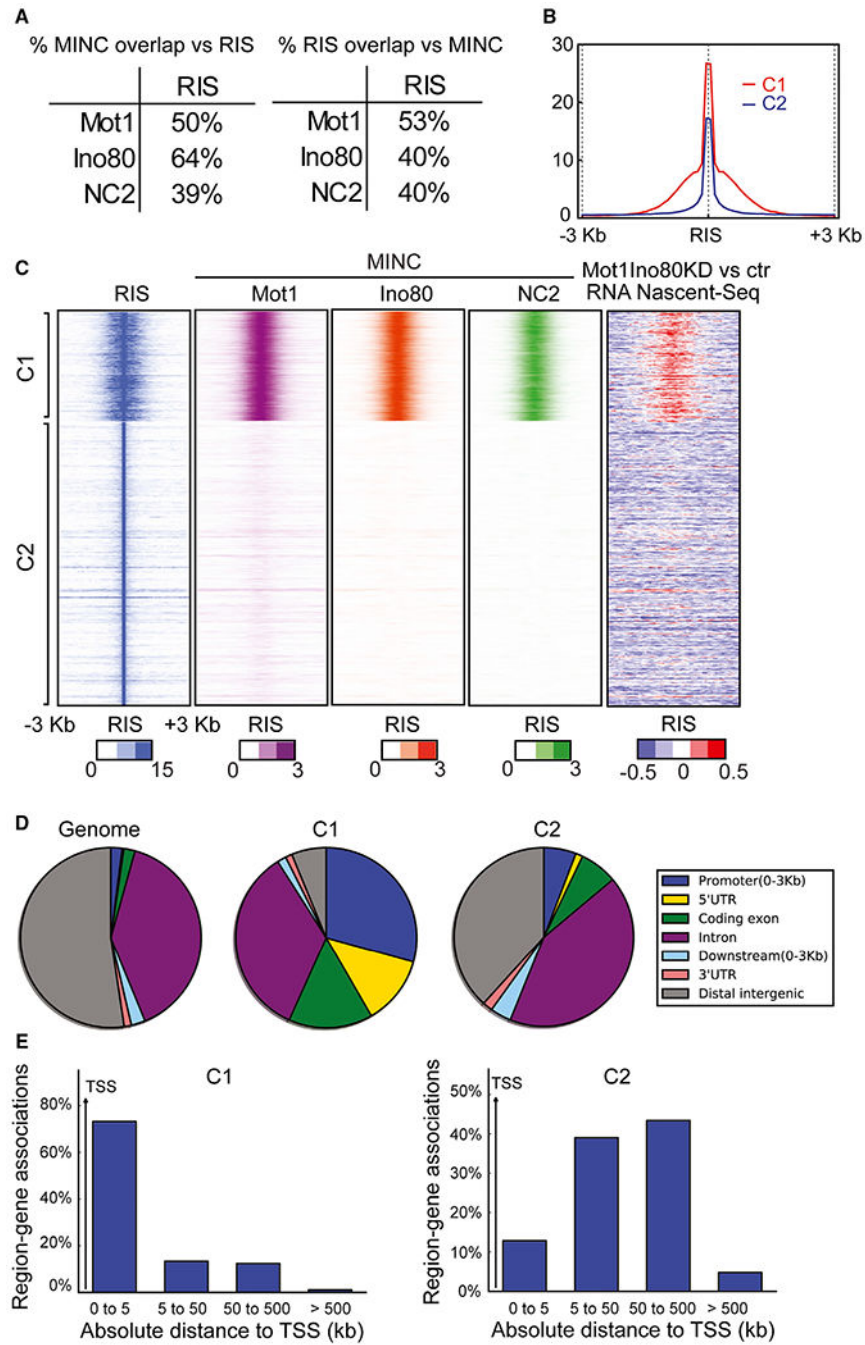 A
% MINC overlap vs RIS
RIS
Mot1 50%
Ino80 64%
NC2 39%
% RIS overlap vs MINC
RIS
Mot1 53%
Ino80 40%
NC2 40%
B
30
20
10
0
C1
C2
-3 Kb RIS +3 Kb
C
MINC
RIS Mot1 Ino80 NC2
Mot1Ino80KD vs ctr
RNA Nascent-Seq
C1
C2
-3 Kb RIS +3 Kb RIS RIS RIS RIS
0 15 0 3 0 3 0 3 -0.5 0 0.5
D
Genome C1 C2
Promoter(0-3Kb)
5'UTR
Coding exon
Intron
Downstream(0-3Kb)
3'UTR
Distal intergenic
E
C1
TSS
Region-gene associations
80%
60%
40%
20%
0%
0 to 5 5 to 50 50 to 500 > 500
Absolute distance to TSS (kb)
C2
TSS
Region-gene associations
50%
40%
30%
20%
10%
0%
0 to 5 5 to 50 50 to 500 > 500
Absolute distance to TSS (kb)